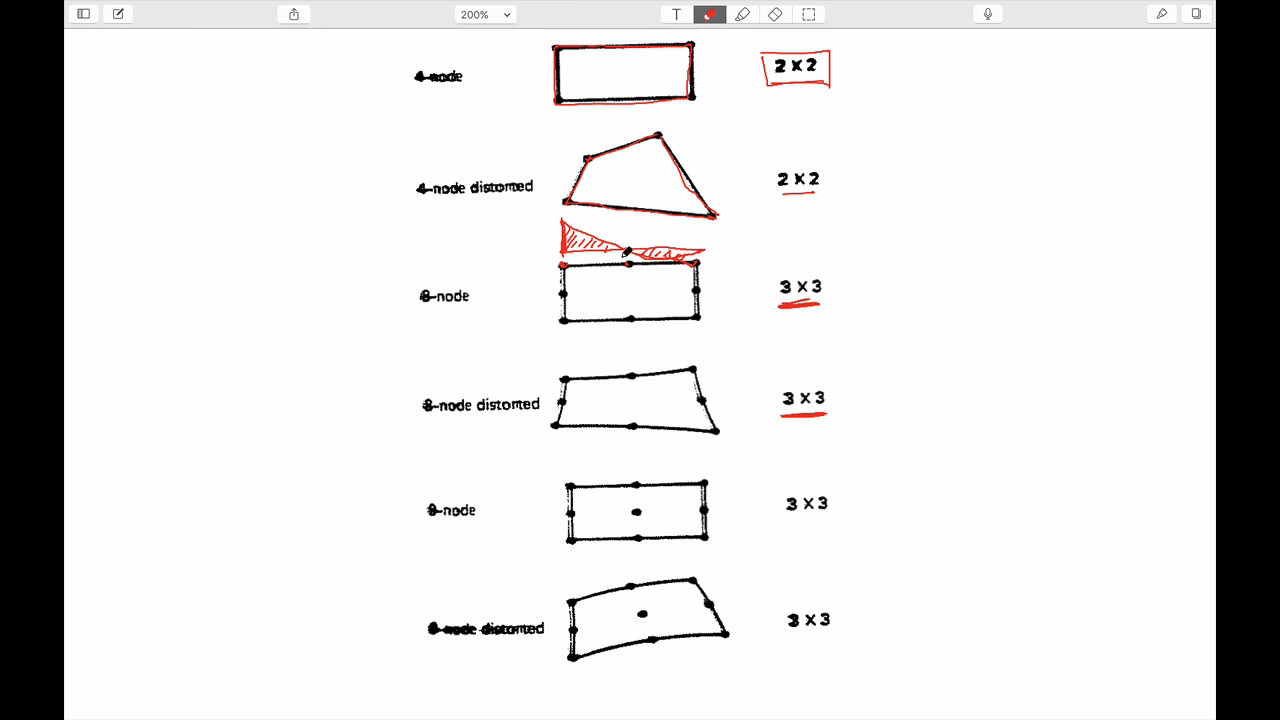 200%
T
4-node
2 x 2
4-node distorted
2 x 2
8-node
3 x 3
8-node distorted
3 x 3
9-node
3 x 3
9-node distorted
3 x 3